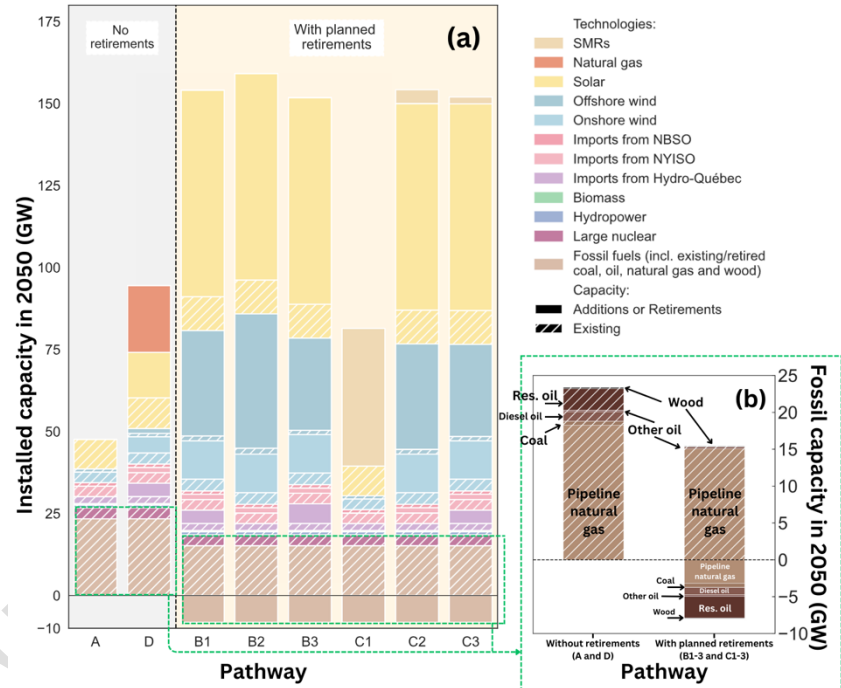 175
150
125
100
75
50
25
0
−10
Installed capacity in 2050 (GW)
No
retirements
With planned
retirements
(a)
A
D
B1
B2
B3
C1
C2
C3
Pathway
Technologies:
SMRs
Natural gas
Solar
Offshore wind
Onshore wind
Imports from NBSO
Imports from NYISO
Imports from Hydro-Québec
Biomass
Hydropower
Large nuclear
Fossil fuels (incl. existing/retired
coal, oil, natural gas and wood)
Capacity:
Additions or Retirements
Existing
(b)
Res. oil
Diesel oil
Coal
Wood
Other oil
Pipeline
natural
gas
Pipeline
natural
gas
Pipeline
natural gas
Coal
Diesel oil
Other oil
Res. oil
Wood
25
20
15
10
5
0
−5
−10
Fossil capacity in 2050 (GW)
Without retirements
(A and D)
With planned retirements
(B1-3 and C1-3)
Pathway